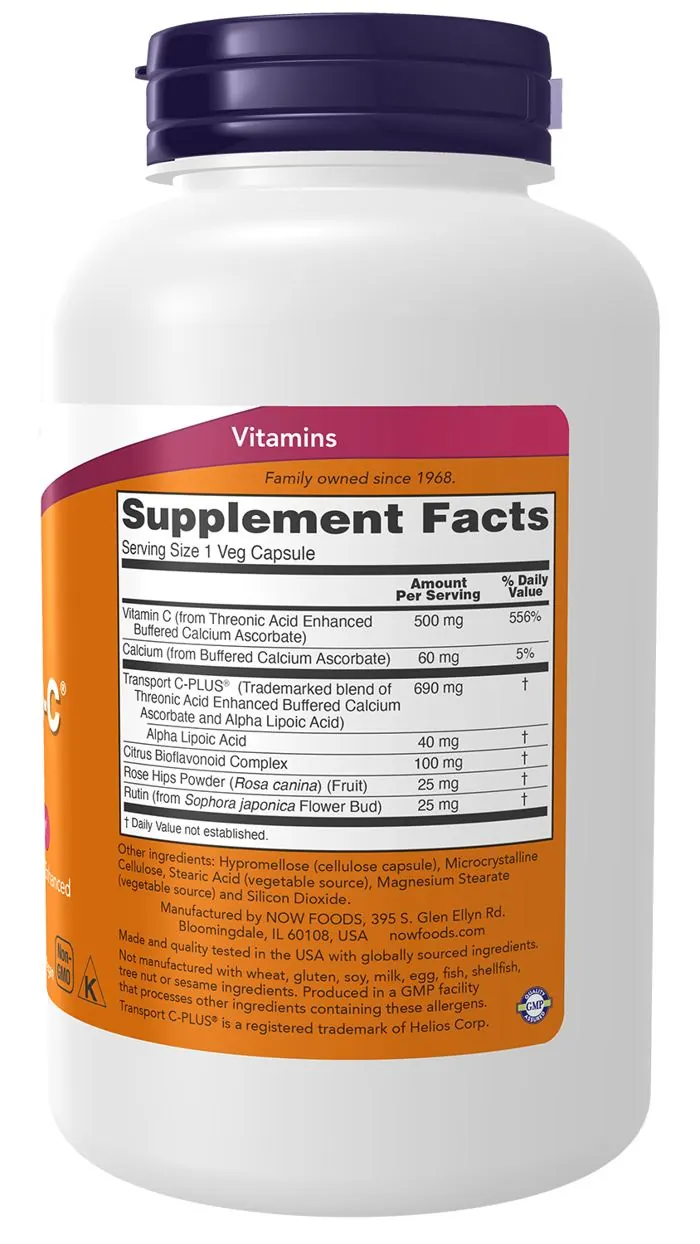 Vitamins
Family owned since 1968.
Supplement Facts
Serving Size 1 Veg Capsule
Amount Per Serving % Daily Value
Vitamin C (from Threonic Acid Enhanced
Buffered Calcium Ascorbate) 500 mg 556%
Calcium (from Buffered Calcium Ascorbate) 60 mg 5%
Transport C-PLUS® (Trademarked blend of 690 mg †
Threonic Acid Enhanced Buffered Calcium
Ascorbate and Alpha Lipoic Acid)
Alpha Lipoic Acid 40 mg †
Citrus Bioflavonoid Complex 100 mg †
Rose Hips Powder (Rosa canina) (Fruit) 25 mg †
Rutin (from Sophora japonica Flower Bud) 25 mg †
† Daily Value not established.
Other ingredients: Hypromellose (cellulose capsule), Microcrystalline
Cellulose, Stearic Acid (vegetable source), Magnesium Stearate
(vegetable source) and Silicon Dioxide.
Manufactured by NOW FOODS, 395 S. Glen Ellyn Rd.
Bloomingdale, IL 60108, USA nowfoods.com
Made and quality tested in the USA with globally sourced ingredients.
Not manufactured with wheat, gluten, soy, milk, egg, fish, shellfish,
tree nut or sesame ingredients. Produced in a GMP facility
that processes other ingredients containing these allergens.
Transport C-PLUS® is a registered trademark of Helios Corp.
-C®
Non-
GMO
K
QUALITY
GMP
ASSURED